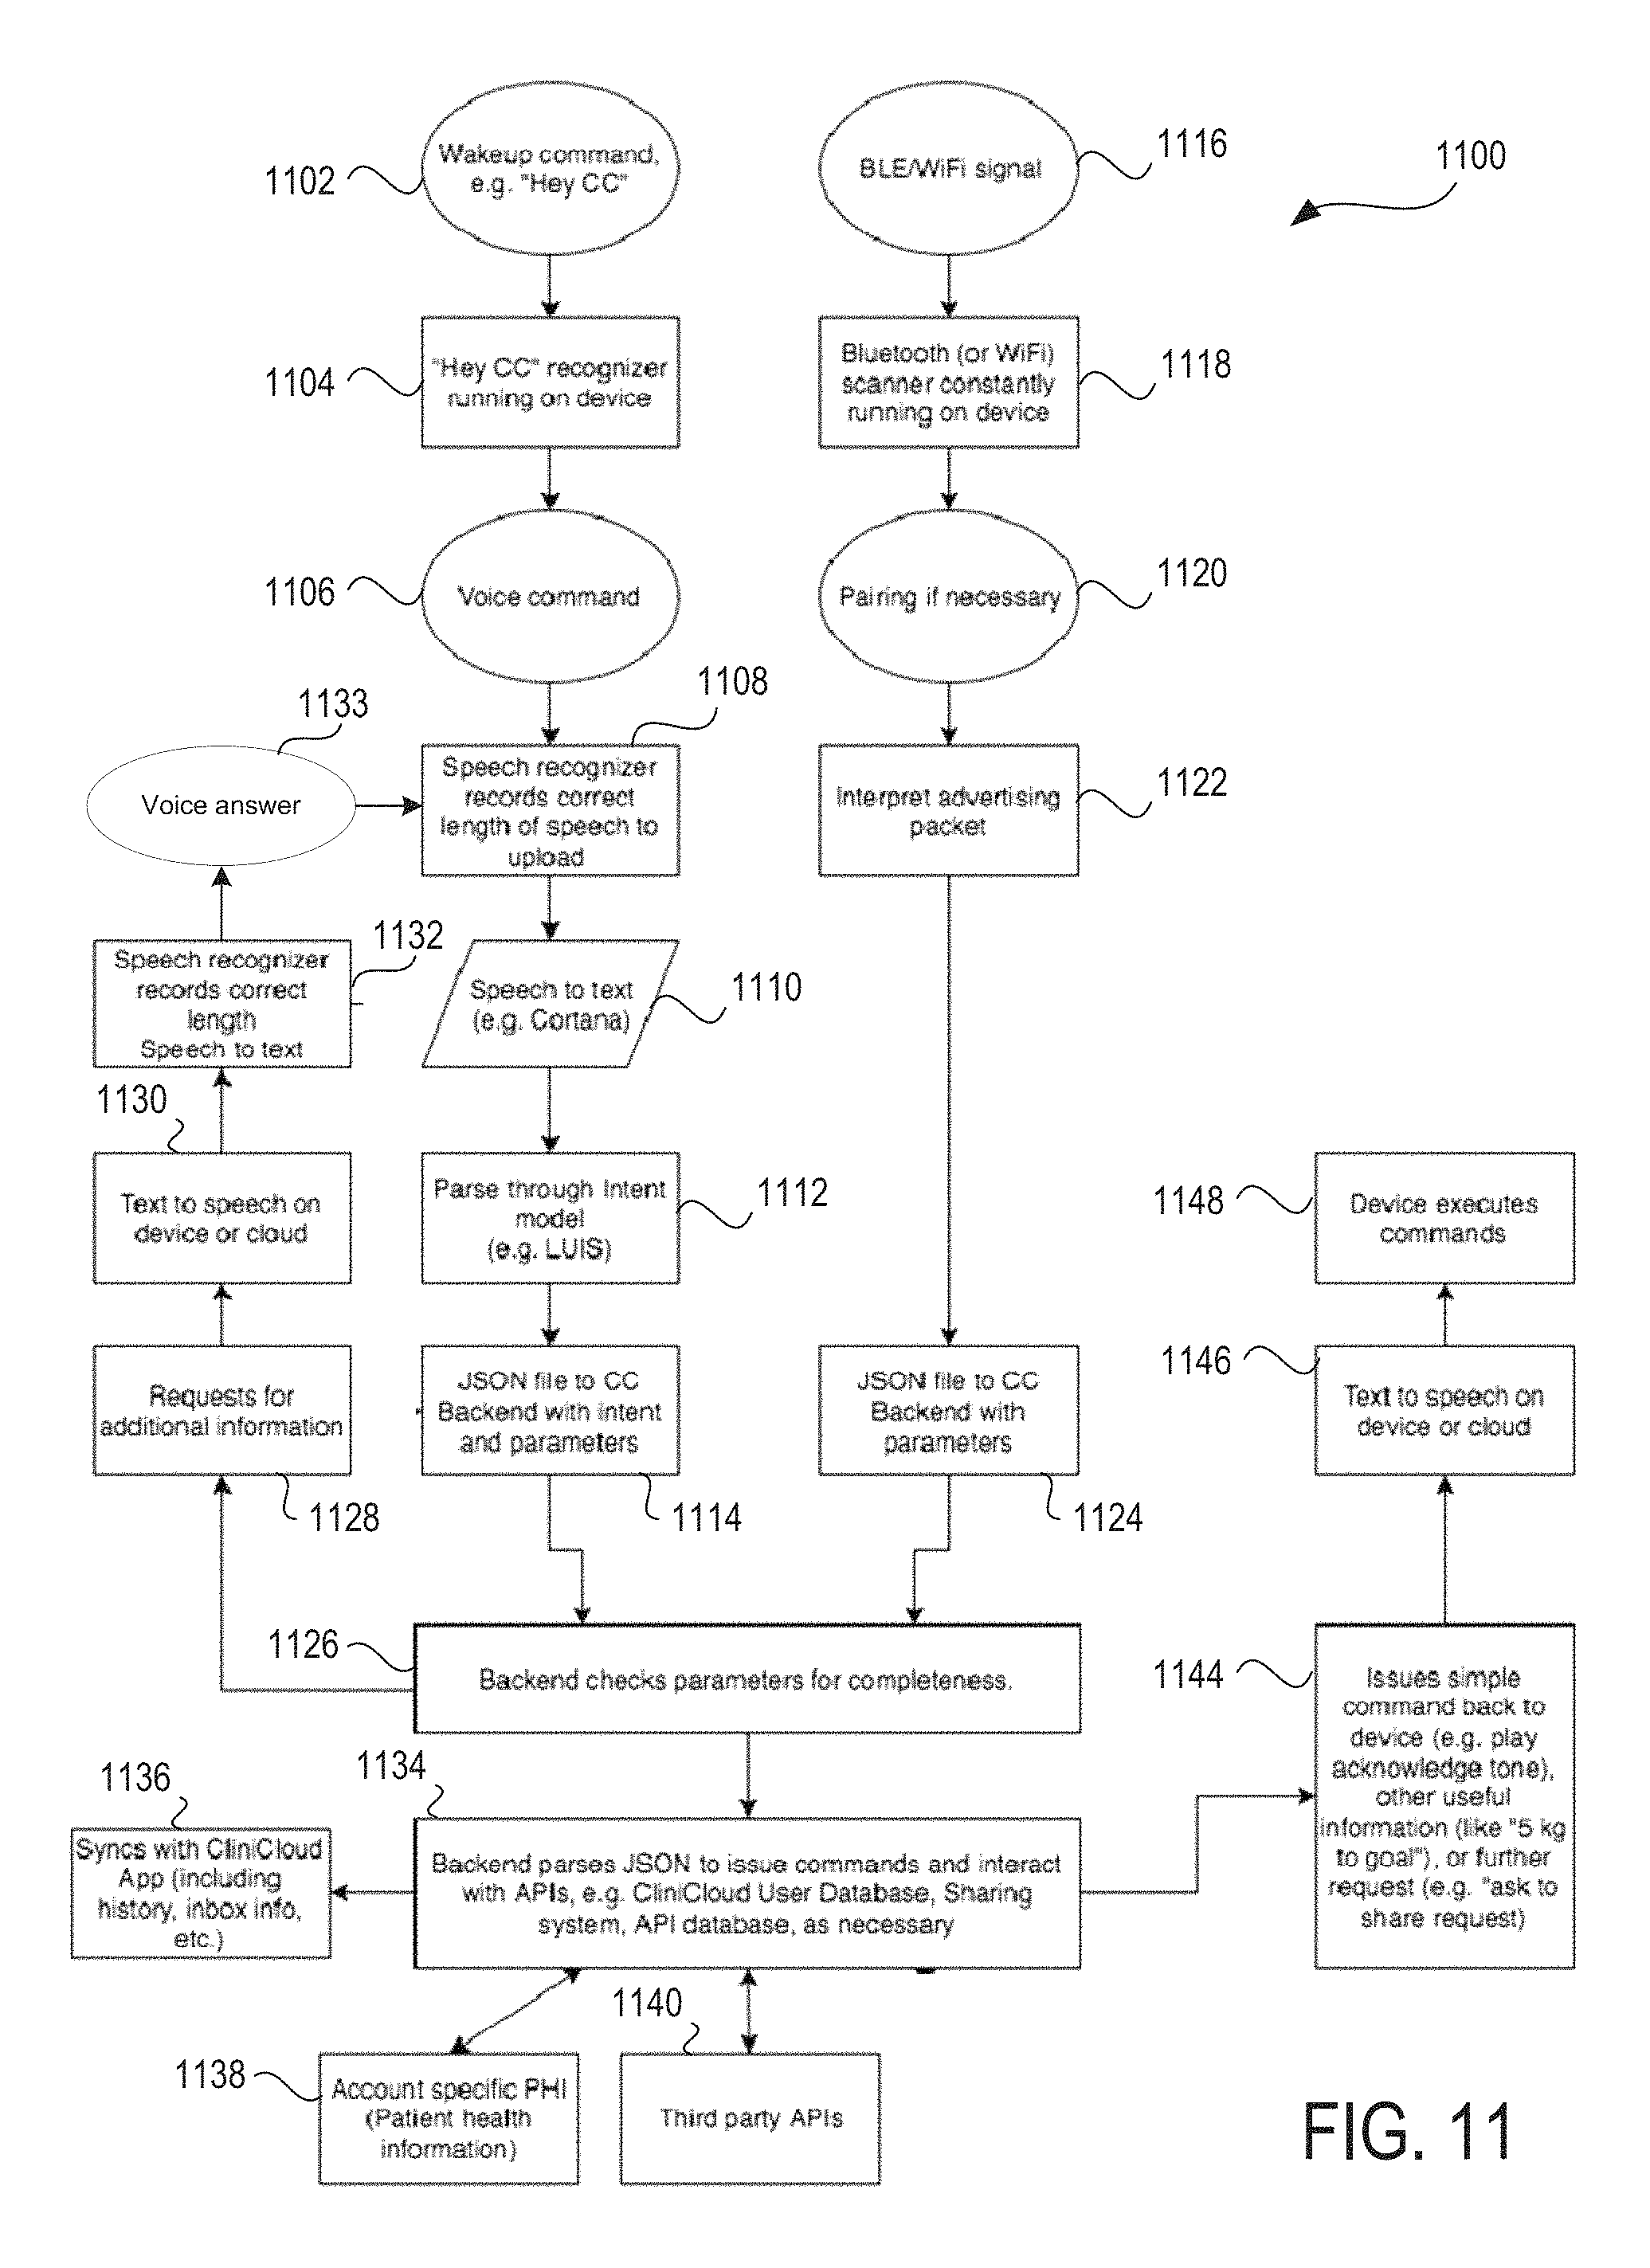 1102
Wakeup command,
e.g. "Hey CC"
BLE/WiFi signal
1116
1100
1104
"Hey CC" recognizer
running on device
Bluetooth (or WiFi)
scanner constantly
running on device
1118
1106
Voice command
Pairing if necessary
1120
1133
Voice answer
1108
Speech recognizer
records correct
length of speech to
upload
Interpret advertising
packet
1122
1132
Speech recognizer
records correct
length
Speech to text
Speech to text
(e.g. Cortana)
1110
1130
Text to speech on
device or cloud
Parse through Intent
model
(e.g. LUIS)
1112
1148
Device executes
commands
Requests for
additional information
1128
JSON file to CC
Backend with intent
and parameters
1114
JSON file to CC
Backend with
parameters
1124
1146
Text to speech on
device or cloud
1126
Backend checks parameters for completeness.
1144
Issues simple
command back to
device (e.g. play
acknowledge tone),
other useful
information (like "5 kg
to goal"), or further
request (e.g. "ask to
share request)
1136
Syncs with CliniCloud
App (including
history, inbox info,
etc.)
1134
Backend parses JSON to issue commands and interact
with APIs, e.g. CliniCloud User Database, Sharing
system, API database, as necessary
1138
Account specific PHI
(Patient health
information)
1140
Third party APIs
FIG. 11